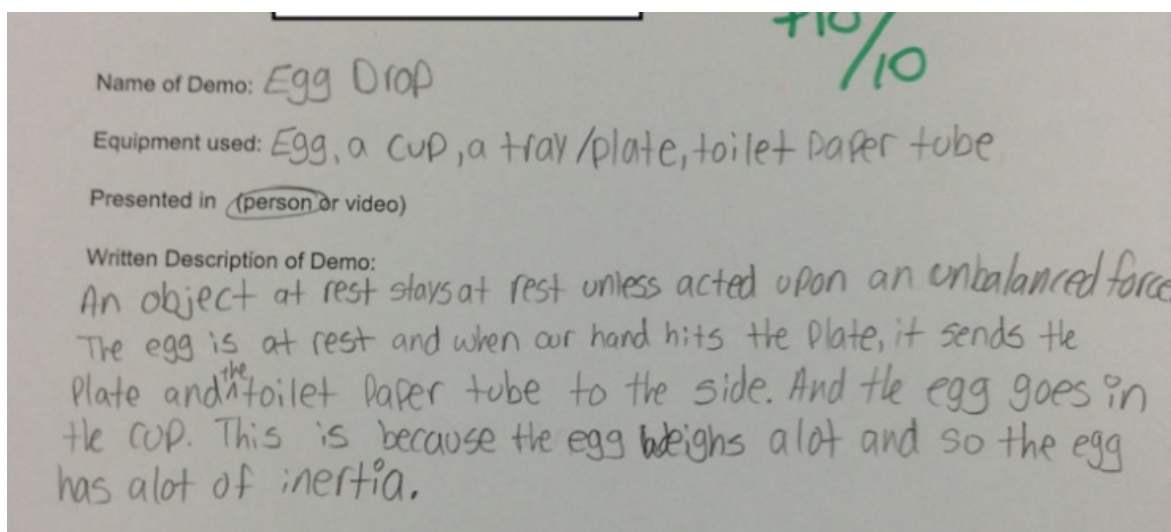 +10/10
Name of Demo: Egg Drop
Equipment used: Egg, a cup, a tray/plate, toilet paper tube
Presented in (person or video)
Written Description of Demo:
An object at rest stays at rest unless acted upon an unbalanced force
The egg is at rest and when our hand hits the plate, it sends the
plate and the toilet paper tube to the side. And the egg goes in
the cup. This is because the egg weighs alot and so the egg
has alot of inertia.